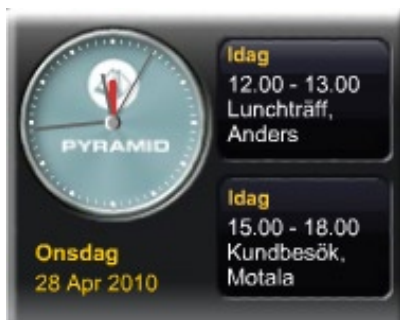 PYRAMID
Onsdag
28 Apr 2010
Idag
12.00 - 13.00
Lunchträff,
Anders
Idag
15.00 - 18.00
Kundbesök,
Motala